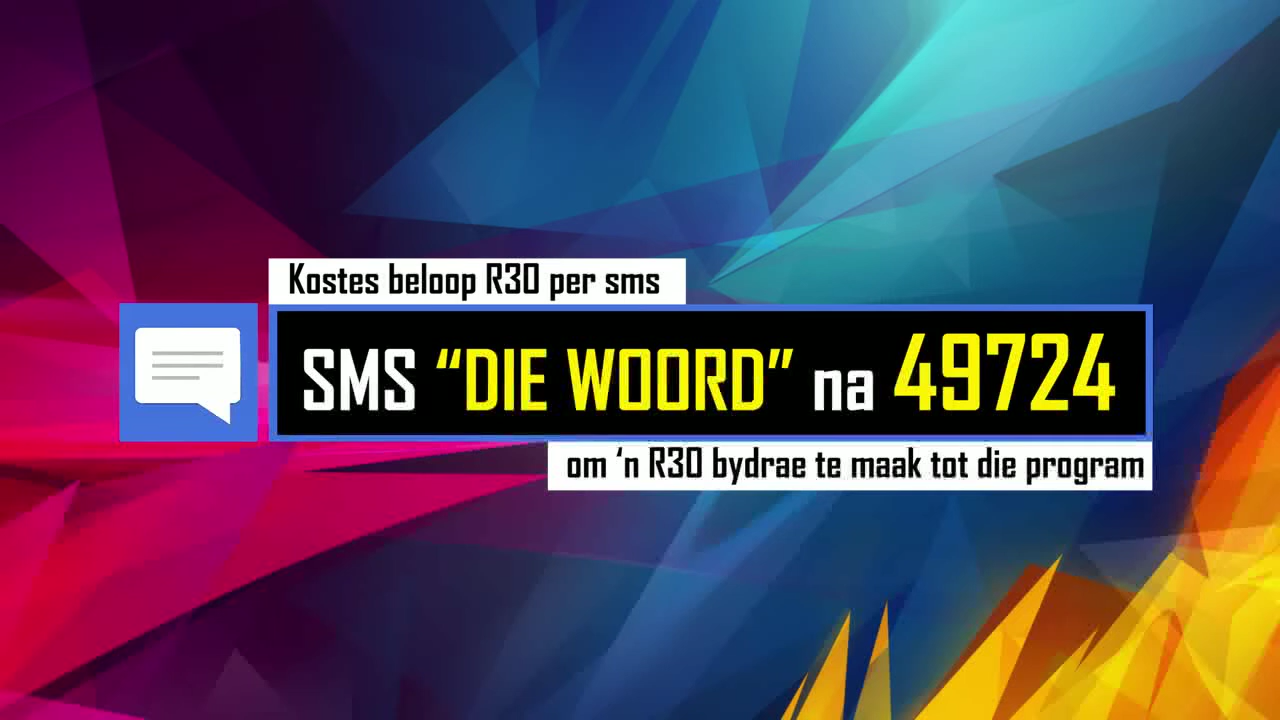 Kostes beloop R30 per sms
SMS “DIE WOORD” na 49724
om ‘n R30 bydrae te maak tot die program